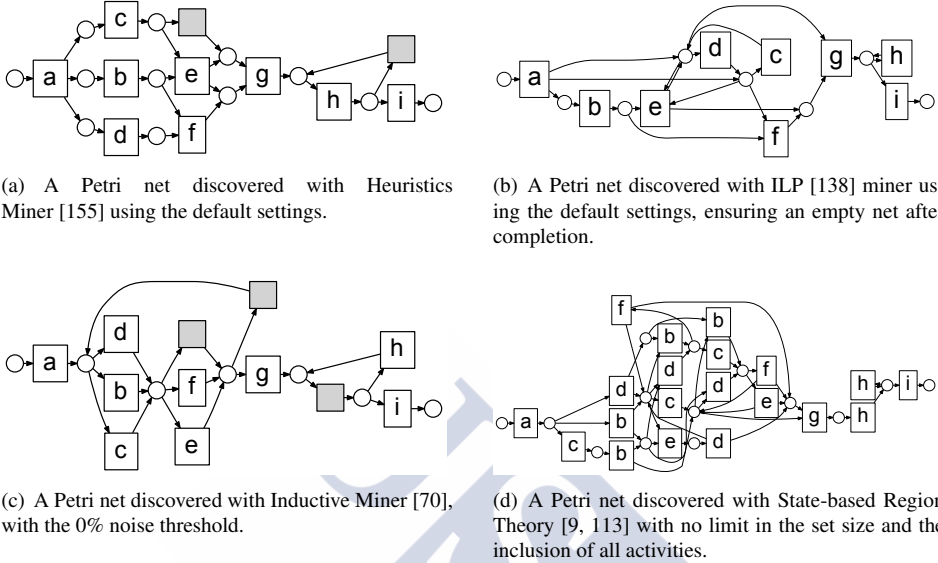 c
a
b
e
g
d
f
h
i
(a) A Petri net discovered with Heuristics
Miner [155] using the default settings.
a
b
e
d
c
f
g
h
i
(b) A Petri net discovered with ILP [138] miner us-
ing the default settings, ensuring an empty net afte
completion.
a
d
b
c
f
e
g
h
i
(c) A Petri net discovered with Inductive Miner [70],
with the 0% noise threshold.
f
b
b
c
d
f
d
c
d
e
a
b
h
i
c
b
e
d
g
h
(d) A Petri net discovered with State-based Region
Theory [9, 113] with no limit in the set size and the
inclusion of all activities.